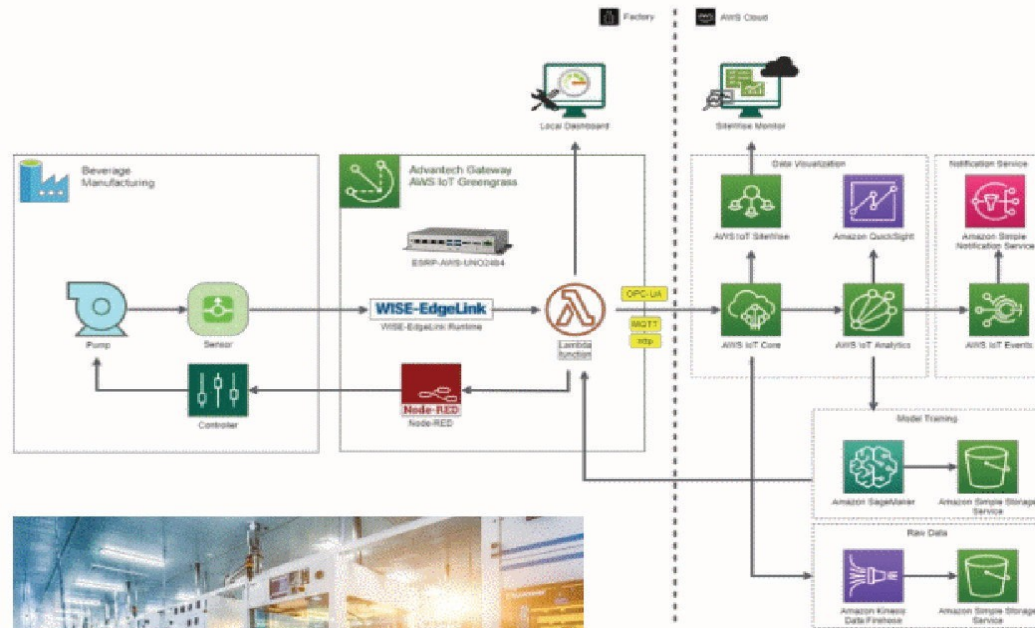 Factory
AWS Cloud
Local Dashboard
SiteWise Monitor
Beverage
Manufacturing
Advantech Gateway
AWS IoT Greengrass
Data Visualization
Notification Service
ESRP-AWS-UNO2484
AWS IoT SiteWise
Amazon QuickSight
Amazon Simple
Notification Service
OPC-UA
WISE-EdgeLink
WISE-EdgeLink Runtime
MQTT
Http
Pump
Sensor
Lambda
function
AWS IoT Core
AWS IoT Analytics
AWS IoT Events
Node-RED
Node-RED
Controller
Model Training
Amazon SageMaker
Amazon Simple Storage
Service
Raw Data
Amazon Kinesis
Data Firehose
Amazon Simple Storage
Service